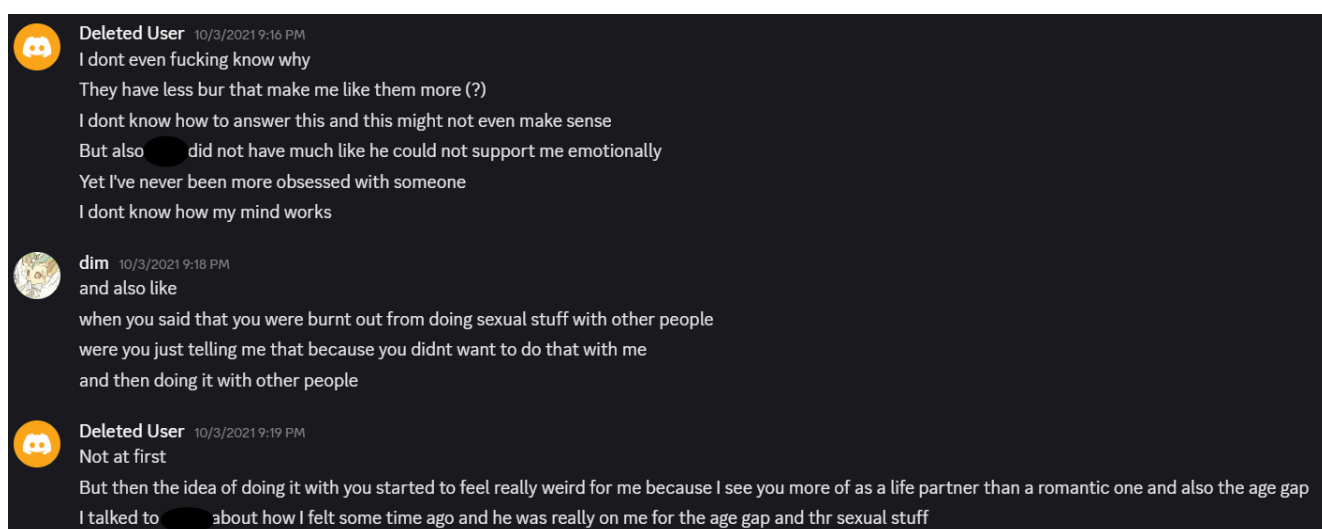 Deleted User 10/3/2021 9:16 PM
I dont even fucking know why
They have less bur that make me like them more (?)
I dont know how to answer this and this might not even make sense
But also did not have much like he could not support me emotionally
Yet I've never been more obsessed with someone
I dont know how my mind works
dim 10/3/2021 9:18 PM
and also like
when you said that you were burnt out from doing sexual stuff with other people
were you just telling me that because you didnt want to do that with me
and then doing it with other people
Deleted User 10/3/2021 9:19 PM
Not at first
But then the idea of doing it with you started to feel really weird for me because I see you more of as a life partner than a romantic one and also the age gap
I talked to about how I felt some time ago and he was really on me for the age gap and thr sexual stuff